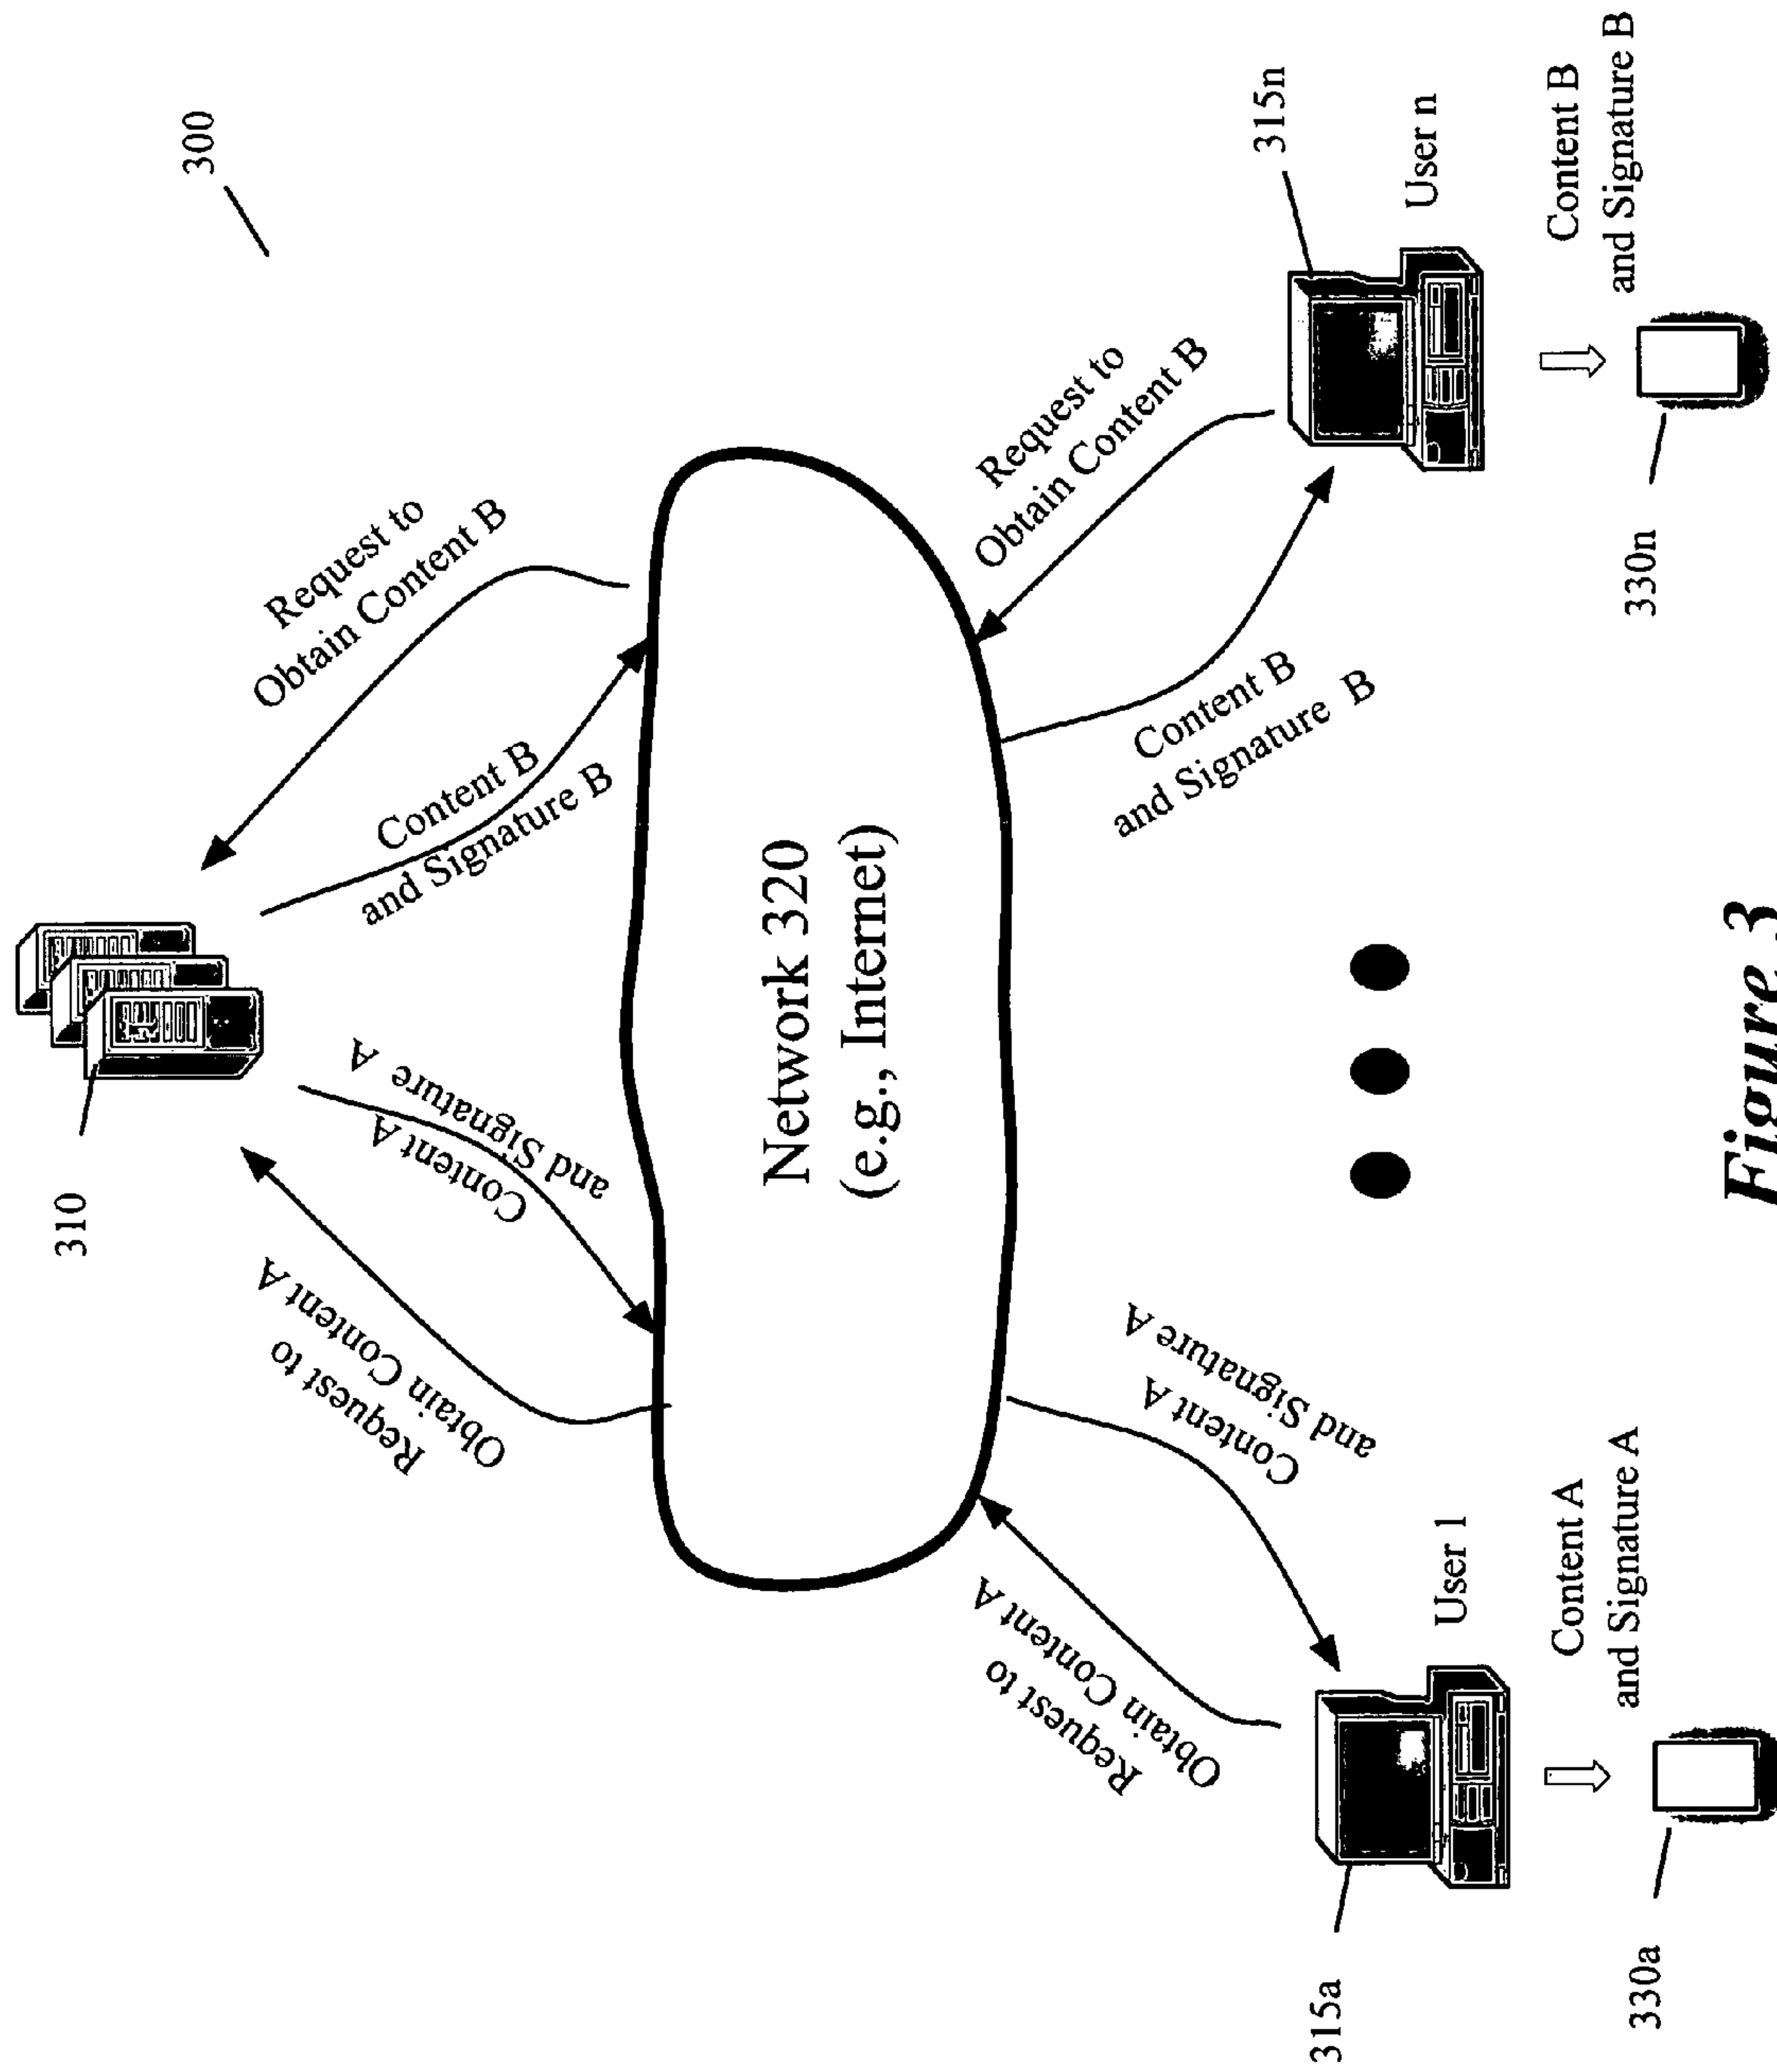 300
310
Request to
Obtain Content A
Content A
and Signature A
Content B
and Signature B
Request to
Obtain Content B
Network 320
(e.g., Internet)
Request to
Obtain Content A
Content A
and Signature A
Content B
and Signature B
Request to
Obtain Content B
315a
User 1
315n
User n
Content A
and Signature A
Content B
and Signature B
330a
330n
Figure 3